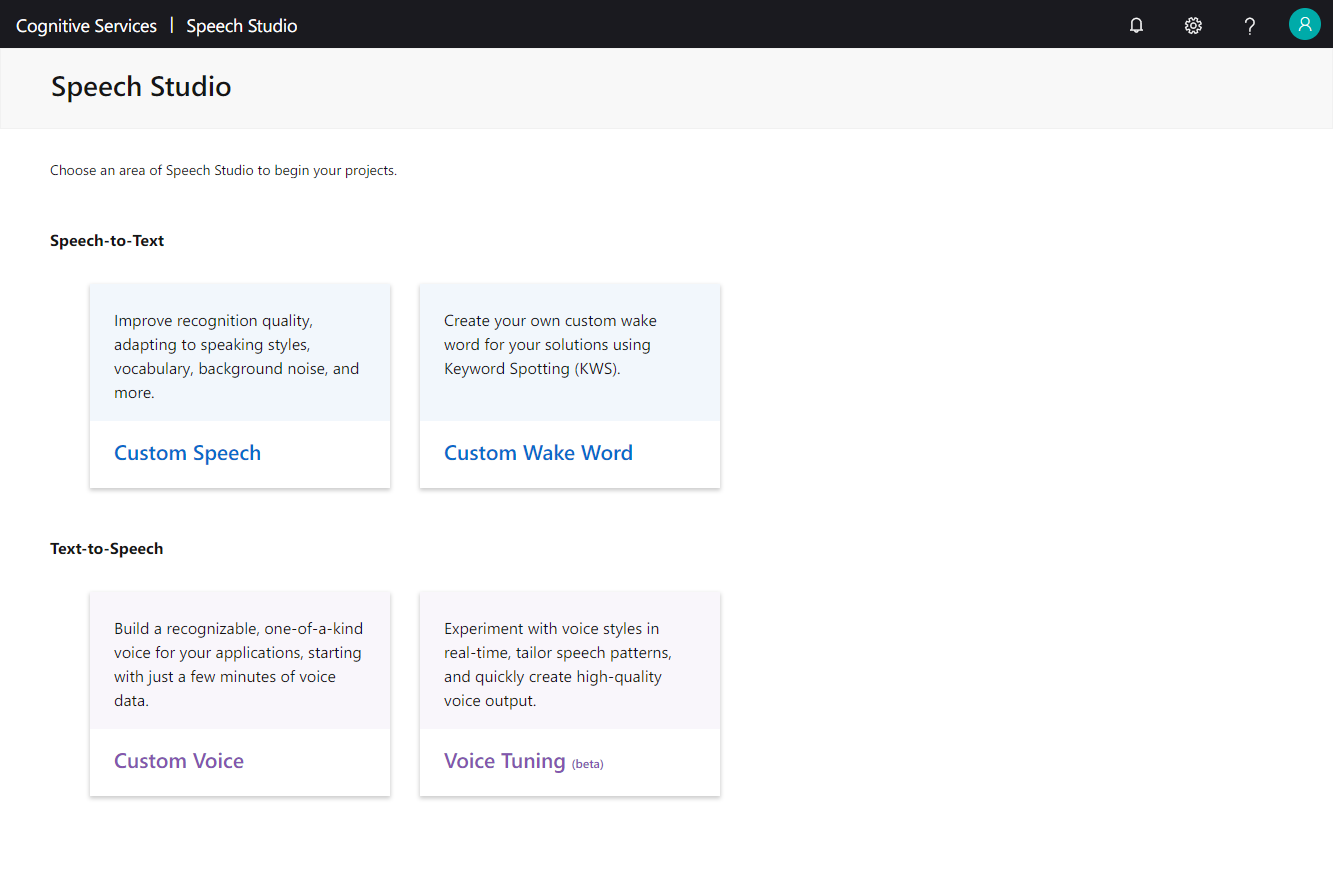 Cognitive Services | Speech Studio
Speech Studio
Choose an area of Speech Studio to begin your projects.
Speech-to-Text
Improve recognition quality,
adapting to speaking styles,
vocabulary, background noise, and
more.
Custom Speech
Create your own custom wake
word for your solutions using
Keyword Spotting (KWS).
Custom Wake Word
Text-to-Speech
Build a recognizable, one-of-a-kind
voice for your applications, starting
with just a few minutes of voice
data.
Custom Voice
Experiment with voice styles in
real-time, tailor speech patterns,
and quickly create high-quality
voice output.
Voice Tuning (beta)